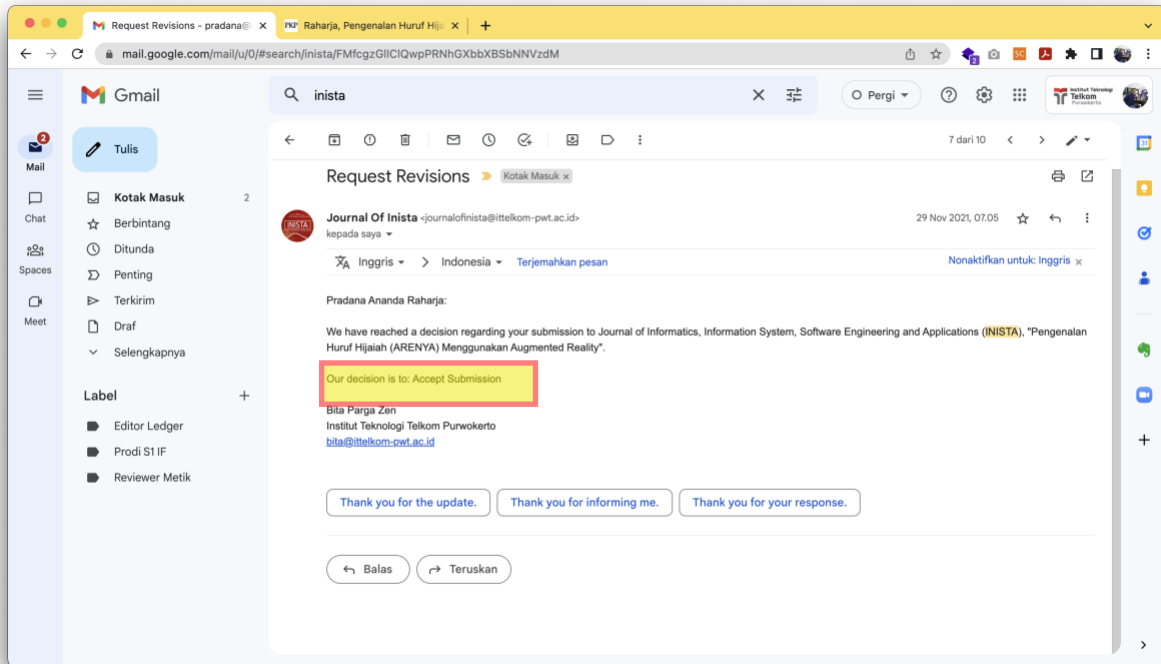 Request Revisions - pradana@
Raharja, Pengenalan Huruf Hija
mail.google.com/mail/u/0/#search/inista/FMfcgzGllClQwpPRNhGXbbXBSbNNVzdM
2
SC
Gmail
inista
Pergi
Institut Teknologi
Telkom
Purwokerto
2
Mail
Chat
Spaces
Meet
Tulis
Kotak Masuk 2
Berbintang
Ditunda
Penting
Terkirim
Draf
Selengkapnya
Label
Editor Ledger
Prodi S1 IF
Reviewer Metik
7 dari 10
31
Request Revisions Kotak Masuk x
INISTA
Journal Of Inista <journalofinista@ittelkom-pwt.ac.id> 29 Nov 2021, 07.05
kepada saya
Inggris > Indonesia Terjemahkan pesan Nonaktifkan untuk: Inggris x
Pradana Ananda Raharja:
We have reached a decision regarding your submission to Journal of Informatics, Information System, Software Engineering and Applications (INISTA), "Pengenalan
Huruf Hijaiah (ARENYA) Menggunakan Augmented Reality".
Our decision is to: Accept Submission
Bita Parga Zen
Institut Teknologi Telkom Purwokerto
bita@ittelkom-pwt.ac.id
Thank you for the update. Thank you for informing me. Thank you for your response.
Balas Teruskan